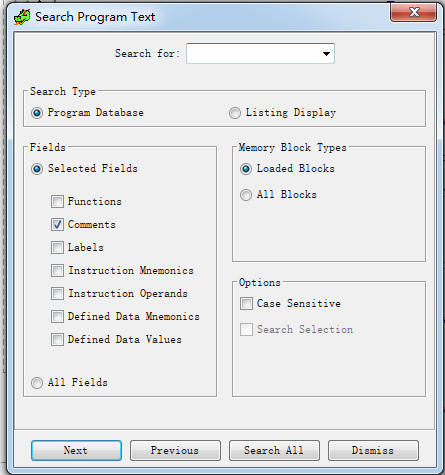 Search Program Text
Search for:
Search Type
Program Database
Listing Display
Fields
Selected Fields
Functions
Comments
Labels
Instruction Mnemonics
Instruction Operands
Defined Data Mnemonics
Defined Data Values
All Fields
Memory Block Types
Loaded Blocks
All Blocks
Options
Case Sensitive
Search Selection
Next
Previous
Search All
Dismiss